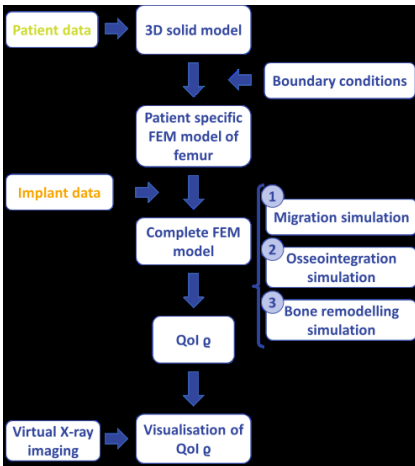 Patient data
3D solid model
Boundary conditions
Patient specific
FEM model of
femur
Implant data
1
Migration simulation
Complete FEM
model
2
Osseointegration
simulation
3
Bone remodelling
simulation
QoI ϱ
Virtual X-ray
imaging
Visualisation of
QoI ϱ